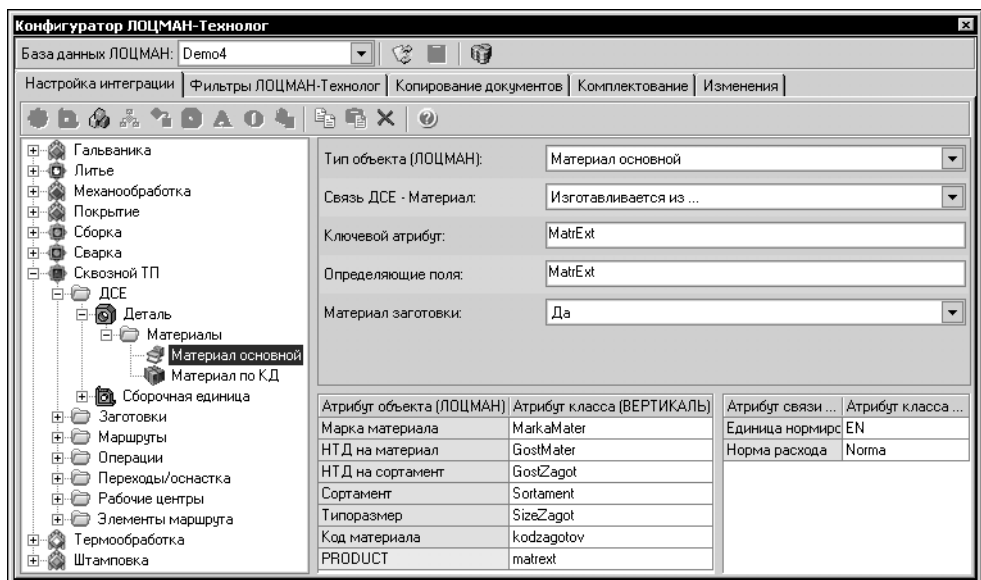 Конфигуратор ЛОЦМАН-Технолог
База данных ЛОЦМАН: Demo4
Настройка интеграции Фильтры ЛОЦМАН-Технолог Копирование документов Комплектование Изменения
Гальваника
Литье
Механообработка
Покрытие
Сборка
Сварка
Сквозной ТП
ДСЕ
Деталь
Материалы
Материал основной
Материал по КД
Сборочная единица
Заготовки
Маршруты
Операции
Переходы/оснастка
Рабочие центры
Элементы маршрута
Термообработка
Штамповка
Тип объекта (ЛОЦМАН): Материал основной
Связь ДСЕ - Материал: Изготавливается из ...
Ключевой атрибут: MatrExt
Определяющие поля: MatrExt
Материал заготовки: Да
Атрибут объекта (ЛОЦМАН) Атрибут класса (ВЕРТИКАЛЬ)
Марка материала MarkaMater
НТД на материал GostMater
НТД на сортамент GostZagot
Сортамент Sortament
Типоразмер SizeZagot
Код материала kodzagotov
PRODUCT matrext
Атрибут связи ... Атрибут класса ...
Единица нормирс EN
Норма расхода Norma